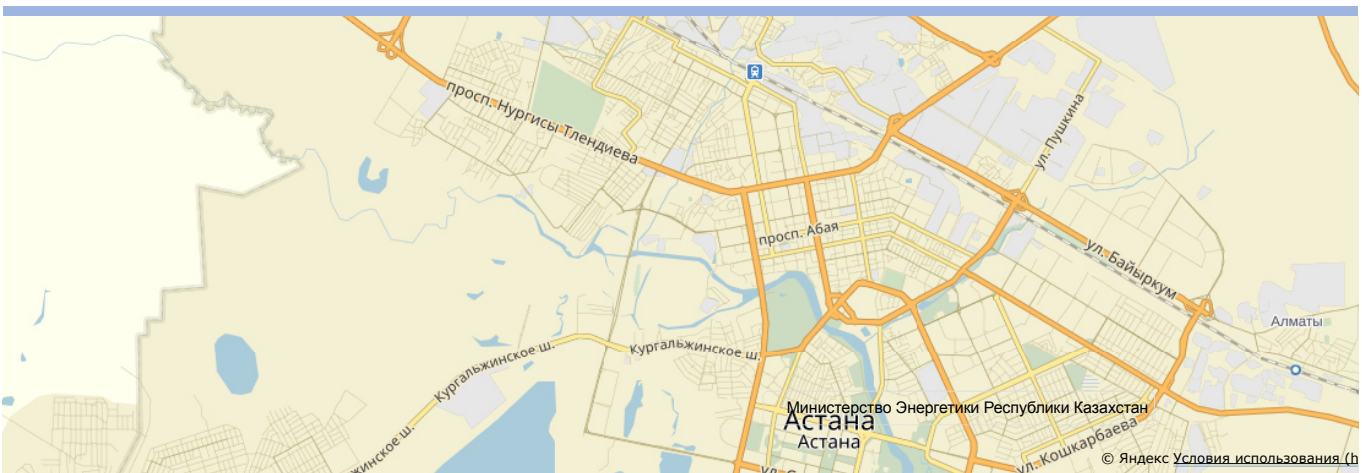 просп. Нургисы Тлендиева
ул. Пушкина
просп. Абая
ул. Байыркум
Алматы
Кургальжинское ш.
Кургальжинское ш.
Министерство Энергетики Республики Казахстан
Астана
Астана
ул. Кошкарбаева
жинское ш.
© Яндекс Условия использования (h